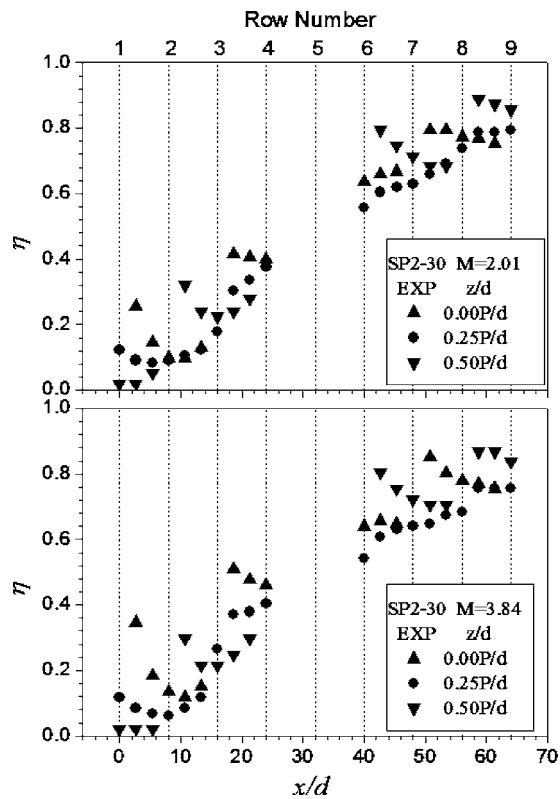 Row Number
1 2 3 4 5 6 7 8 9
1.0
0.8
0.6
0.4
0.2
0.0
η
SP2-30 M=2.01
EXP z/d
0.00P/d
0.25P/d
0.50P/d
1.0
0.8
0.6
0.4
0.2
0.0
η
SP2-30 M=3.84
EXP z/d
0.00P/d
0.25P/d
0.50P/d
0 10 20 30 40 50 60 70
x/d